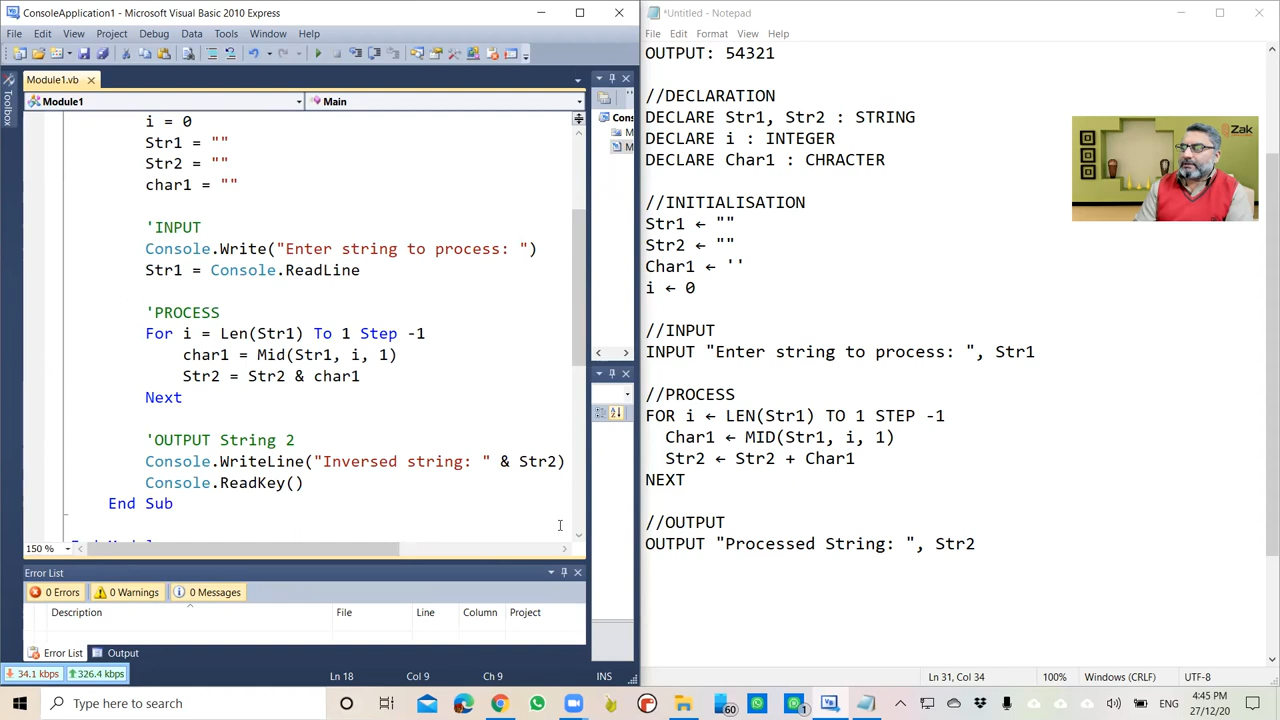 ConsoleApplication1 - Microsoft Visual Basic 2010 Express
File Edit View Project Debug Data Tools Window Help
Toolbox
Module1.vb
Module1 Main
i = 0
Str1 = ""
Str2 = ""
char1 = ""
'INPUT
Console.Write("Enter string to process: ")
Str1 = Console.ReadLine
'PROCESS
For i = Len(Str1) To 1 Step -1
char1 = Mid(Str1, i, 1)
Str2 = Str2 & char1
Next
'OUTPUT String 2
Console.WriteLine("Inversed string: " & Str2)
Console.ReadKey()
End Sub
150 %
Cons
M
M
Error List
0 Errors 0 Warnings 0 Messages
Description File Line Column Project
Error List Output
34.1 kbps 326.4 kbps
Ln 18 Col 9 Ch 9 INS
*Untitled - Notepad
File Edit Format View Help
OUTPUT: 54321
//DECLARATION
DECLARE Str1, Str2 : STRING
DECLARE i : INTEGER
DECLARE Char1 : CHRACTER
//INITIALISATION
Str1 ← ""
Str2 ← ""
Char1 ← ''
i ← 0
//INPUT
INPUT "Enter string to process: ", Str1
//PROCESS
FOR i ← LEN(Str1) TO 1 STEP -1
Char1 ← MID(Str1, i, 1)
Str2 ← Str2 + Char1
NEXT
//OUTPUT
OUTPUT "Processed String: ", Str2
Zak
Ln 31, Col 34 100% Windows (CRLF) UTF-8
Type here to search
60
1
ENG
4:45 PM
27/12/20